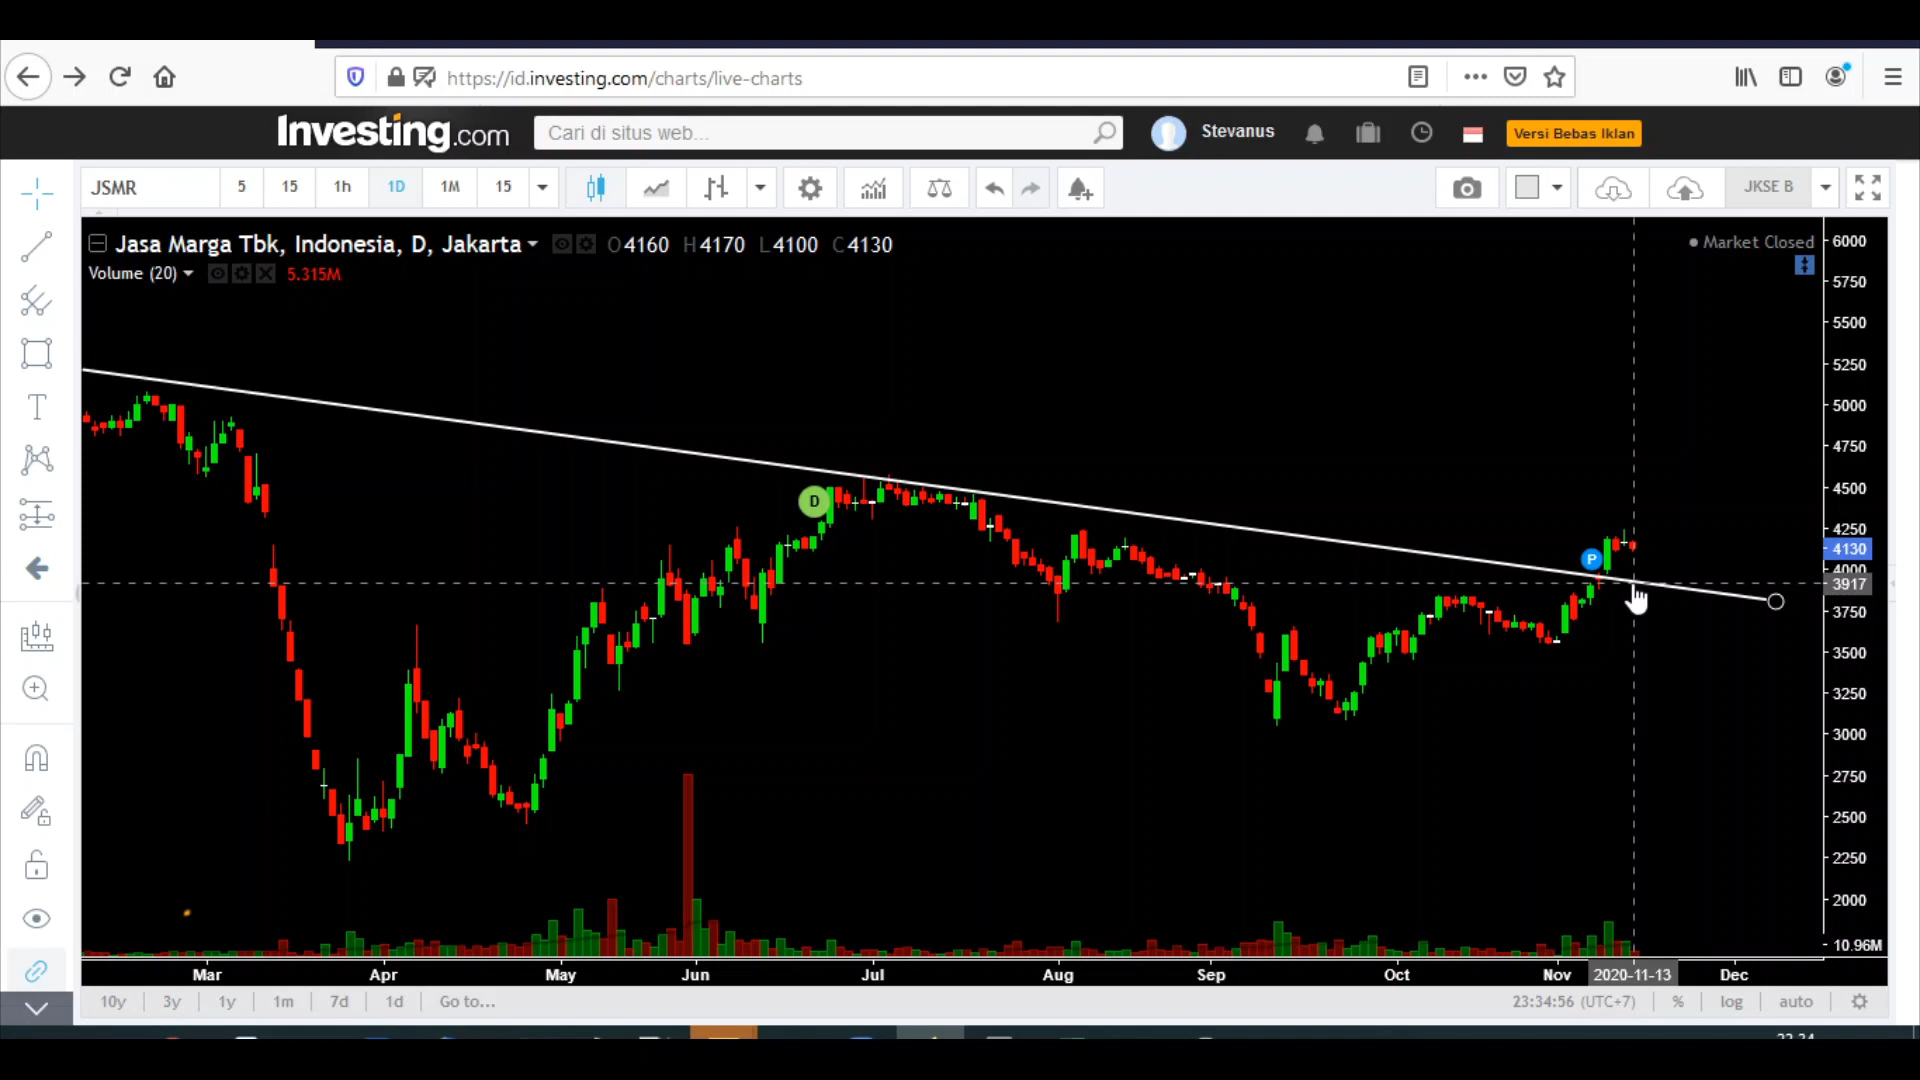 https://id.investing.com/charts/live-charts
Investing.com
Cari di situs web...
Stevanus
Versi Bebas Iklan
JSMR 5 15 1h 1D 1M 15
JKSE B
Jasa Marga Tbk, Indonesia, D, Jakarta O4160 H4170 L4100 C4130
Market Closed
Volume (20) 5.315M
6000
5750
5500
5250
5000
4750
4500
D
4250
4130
P
4000
3917
3750
3500
3250
3000
2750
2500
2250
2000
10.96M
Mar Apr May Jun Jul Aug Sep Oct Nov 2020-11-13 Dec
10y 3y 1y 1m 7d 1d Go to... 23:34:56 (UTC+7) % log auto